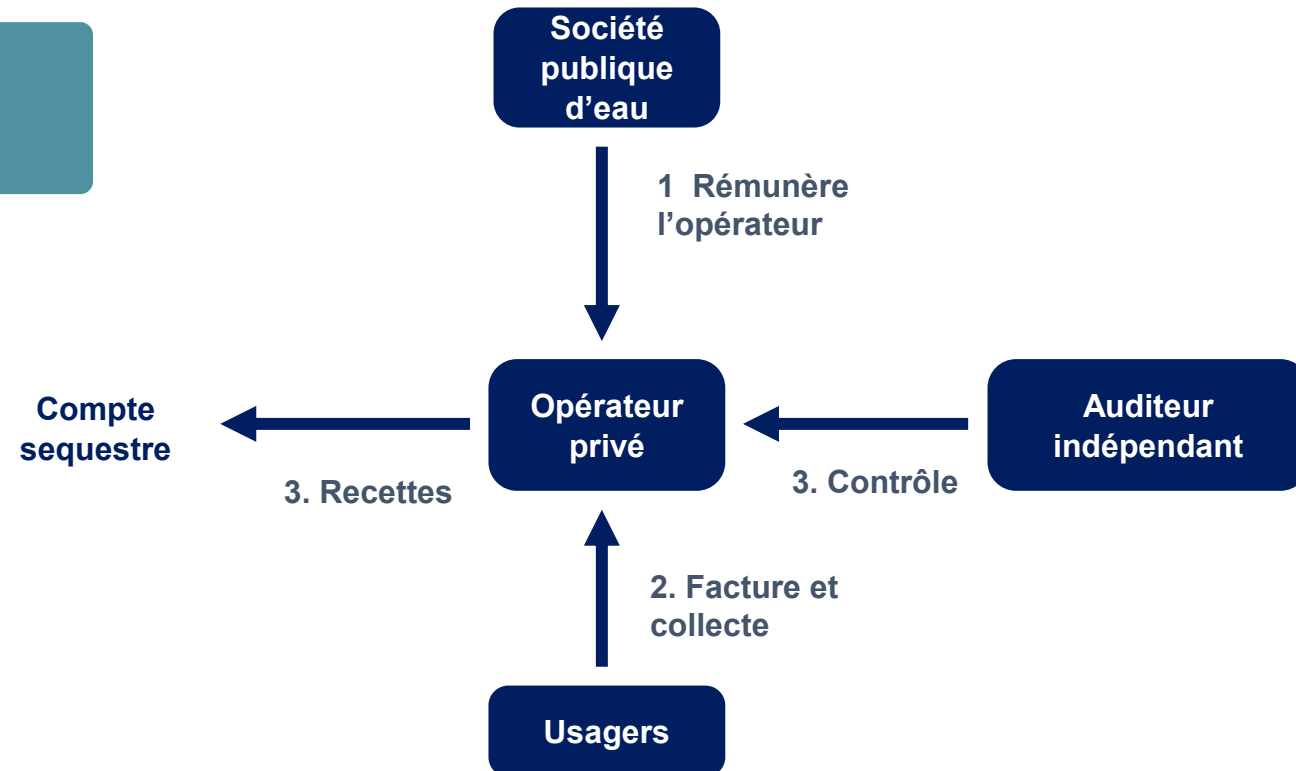 Société
publique
d’eau
1  Rémunère
l’opérateur
Compte
sequestre
Opérateur
privé
Auditeur
indépendant
3. Recettes
3. Contrôle
2. Facture et
collecte
Usagers